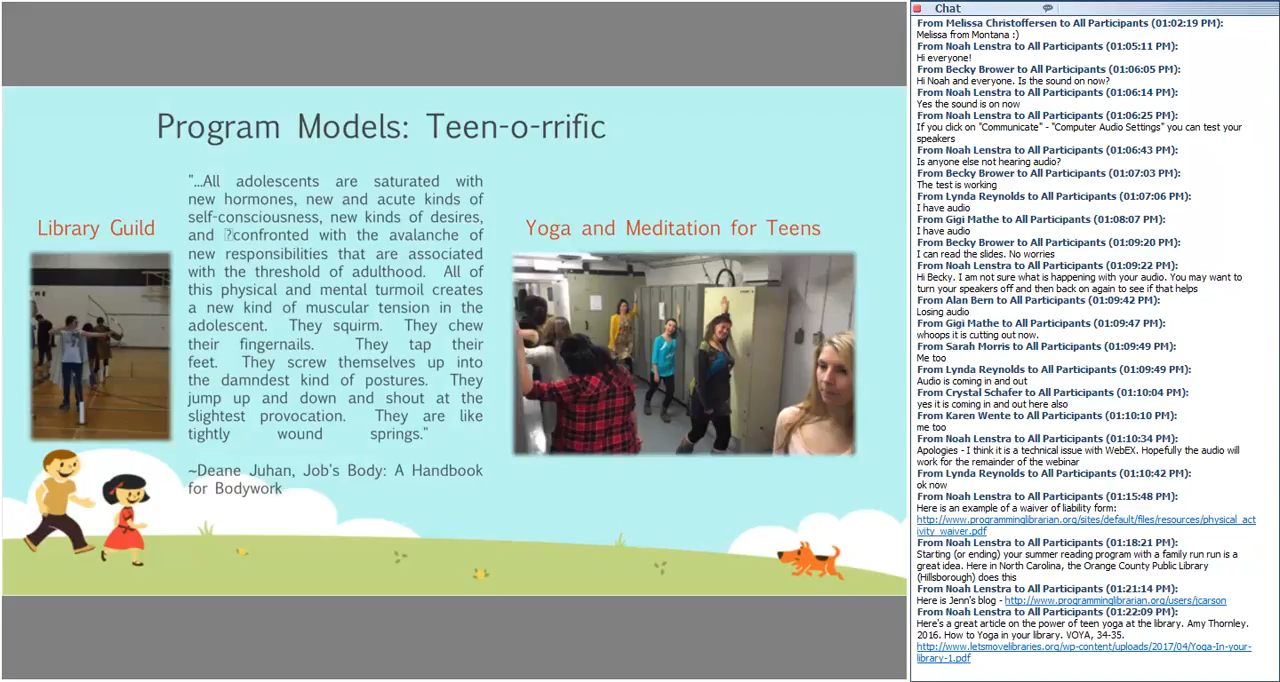 Program Models: Teen-o-rrific
Library Guild
"...All adolescents are saturated with
new hormones, new and acute kinds of
self-consciousness, new kinds of desires,
and confronted with the avalanche of
new responsibilities that are associated
with the threshold of adulthood. All of
this physical and mental turmoil creates
a new kind of muscular tension in the
adolescent. They squirm. They chew
their fingernails. They tap their
feet. They screw themselves up into
the damndest kind of postures. They
jump up and down and shout at the
slightest provocation. They are like
tightly wound springs."
~Deane Juhan, Job's Body: A Handbook
for Bodywork
Yoga and Meditation for Teens
Chat
From Melissa Christoffersen to All Participants (01:02:19 PM):
Melissa from Montana :)
From Noah Lenstra to All Participants (01:05:11 PM):
Hi everyone!
From Becky Brower to All Participants (01:06:05 PM):
Hi Noah and everyone. Is the sound on now?
From Noah Lenstra to All Participants (01:06:14 PM):
Yes the sound is on now
From Noah Lenstra to All Participants (01:06:25 PM):
If you click on "Communicate" - "Computer Audio Settings" you can test your
speakers
From Noah Lenstra to All Participants (01:06:43 PM):
Is anyone else not hearing audio?
From Becky Brower to All Participants (01:07:03 PM):
The test is working
From Lynda Reynolds to All Participants (01:07:06 PM):
I have audio
From Gigi Mathe to All Participants (01:08:07 PM):
I have audio
From Becky Brower to All Participants (01:09:20 PM):
I can read the slides. No worries
From Noah Lenstra to All Participants (01:09:22 PM):
Hi Becky. I am not sure what is happening with your audio. You may want to
turn your speakers off and then back on again to see if that helps
From Alan Bern to All Participants (01:09:42 PM):
Losing audio
From Gigi Mathe to All Participants (01:09:47 PM):
whoops it is cutting out now.
From Sarah Morris to All Participants (01:09:49 PM):
Me too
From Lynda Reynolds to All Participants (01:09:49 PM):
Audio is coming in and out
From Crystal Schafer to All Participants (01:10:04 PM):
yes it is coming in and out here also
From Karen Wente to All Participants (01:10:10 PM):
me too
From Noah Lenstra to All Participants (01:10:34 PM):
Apologies - I think it is a technical issue with WebEX. Hopefully the audio will
work for the remainder of the webinar
From Lynda Reynolds to All Participants (01:10:42 PM):
ok now
From Noah Lenstra to All Participants (01:15:48 PM):
Here is an example of a waiver of liability form:
http://www.programminglibrarian.org/sites/default/files/resources/physical_act
ivity_waiver.pdf
From Noah Lenstra to All Participants (01:18:21 PM):
Starting (or ending) your summer reading program with a family run run is a
great idea. Here in North Carolina, the Orange County Public Library
(Hillsborough) does this
From Noah Lenstra to All Participants (01:21:14 PM):
Here is Jenn's blog - http://www.programminglibrarian.org/users/jcarson
From Noah Lenstra to All Participants (01:22:09 PM):
Here's a great article on the power of teen yoga at the library. Amy Thornley.
2016. How to Yoga in your library. VOYA, 34-35.
http://www.letsmovelibraries.org/wp-content/uploads/2017/04/Yoga-In-your-
library-1.pdf